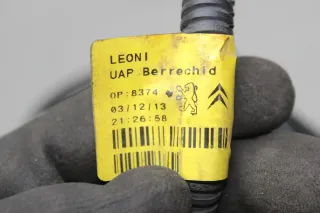 LEONI
UAP Berrechid
OP:8374
03/12/13
21:26:58